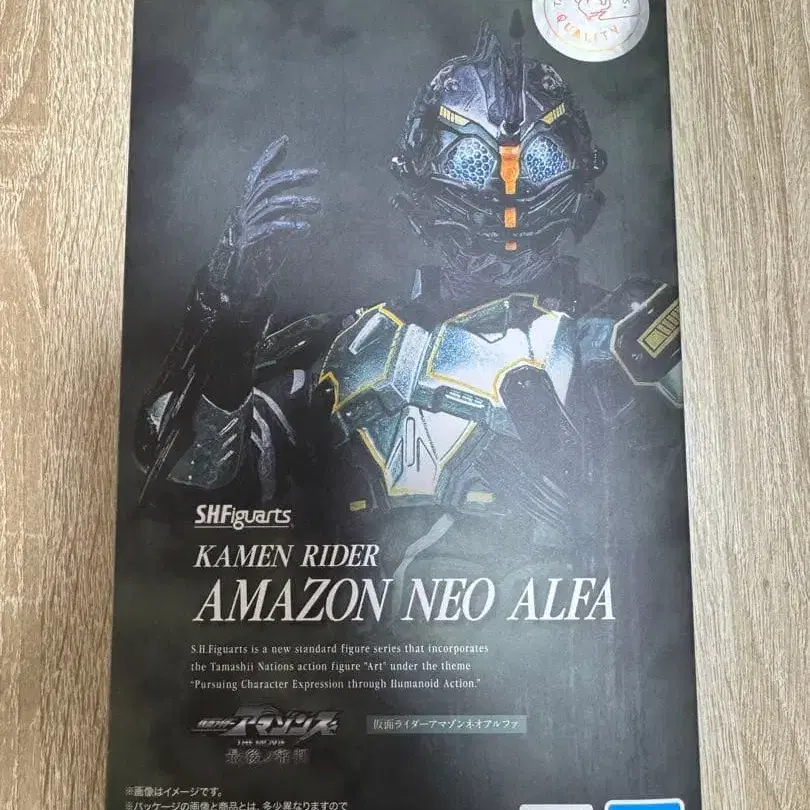 QUALITY
S.H.Figuarts
KAMEN RIDER
AMAZON NEO ALFA
S.H.Figuarts is a new standard figure series that incorporates
the Tamashii Nations action figure "Art" under the theme
"Pursuing Character Expression through Humanoid Action."
仮面ライダーアマゾンズ
THE MOVIE
最後ノ審判
仮面ライダーアマゾンネオアルファ
※画像はイメージです。
※パッケージの画像と商品とは、多少異なりますので